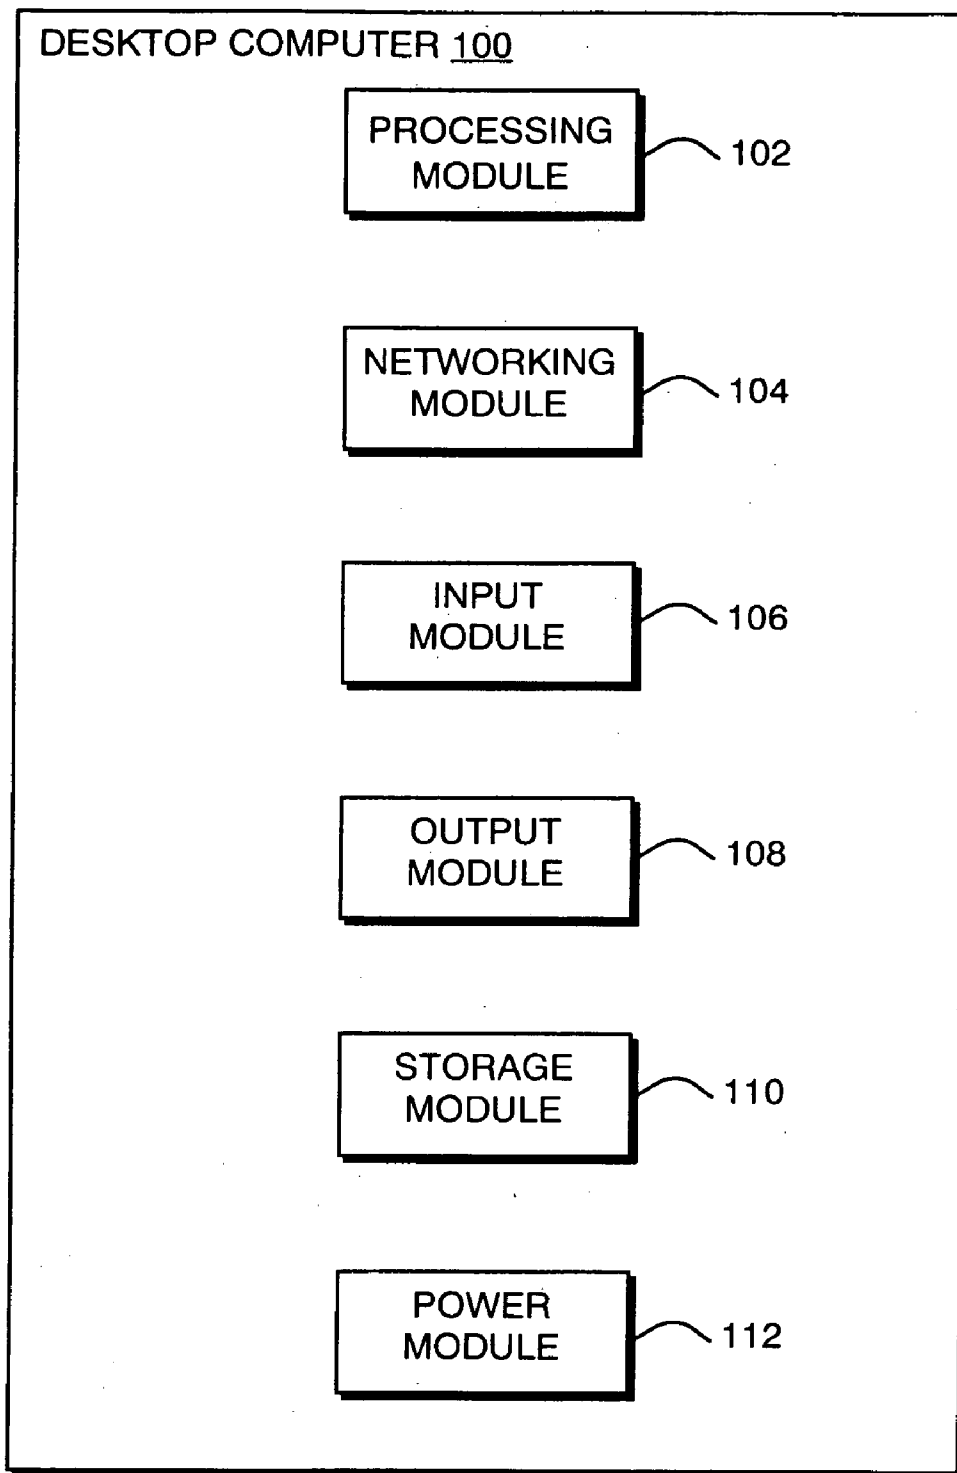 DESKTOP COMPUTER 100
PROCESSING
MODULE
102
NETWORKING
MODULE
104
INPUT
MODULE
106
OUTPUT
MODULE
108
STORAGE
MODULE
110
POWER
MODULE
112